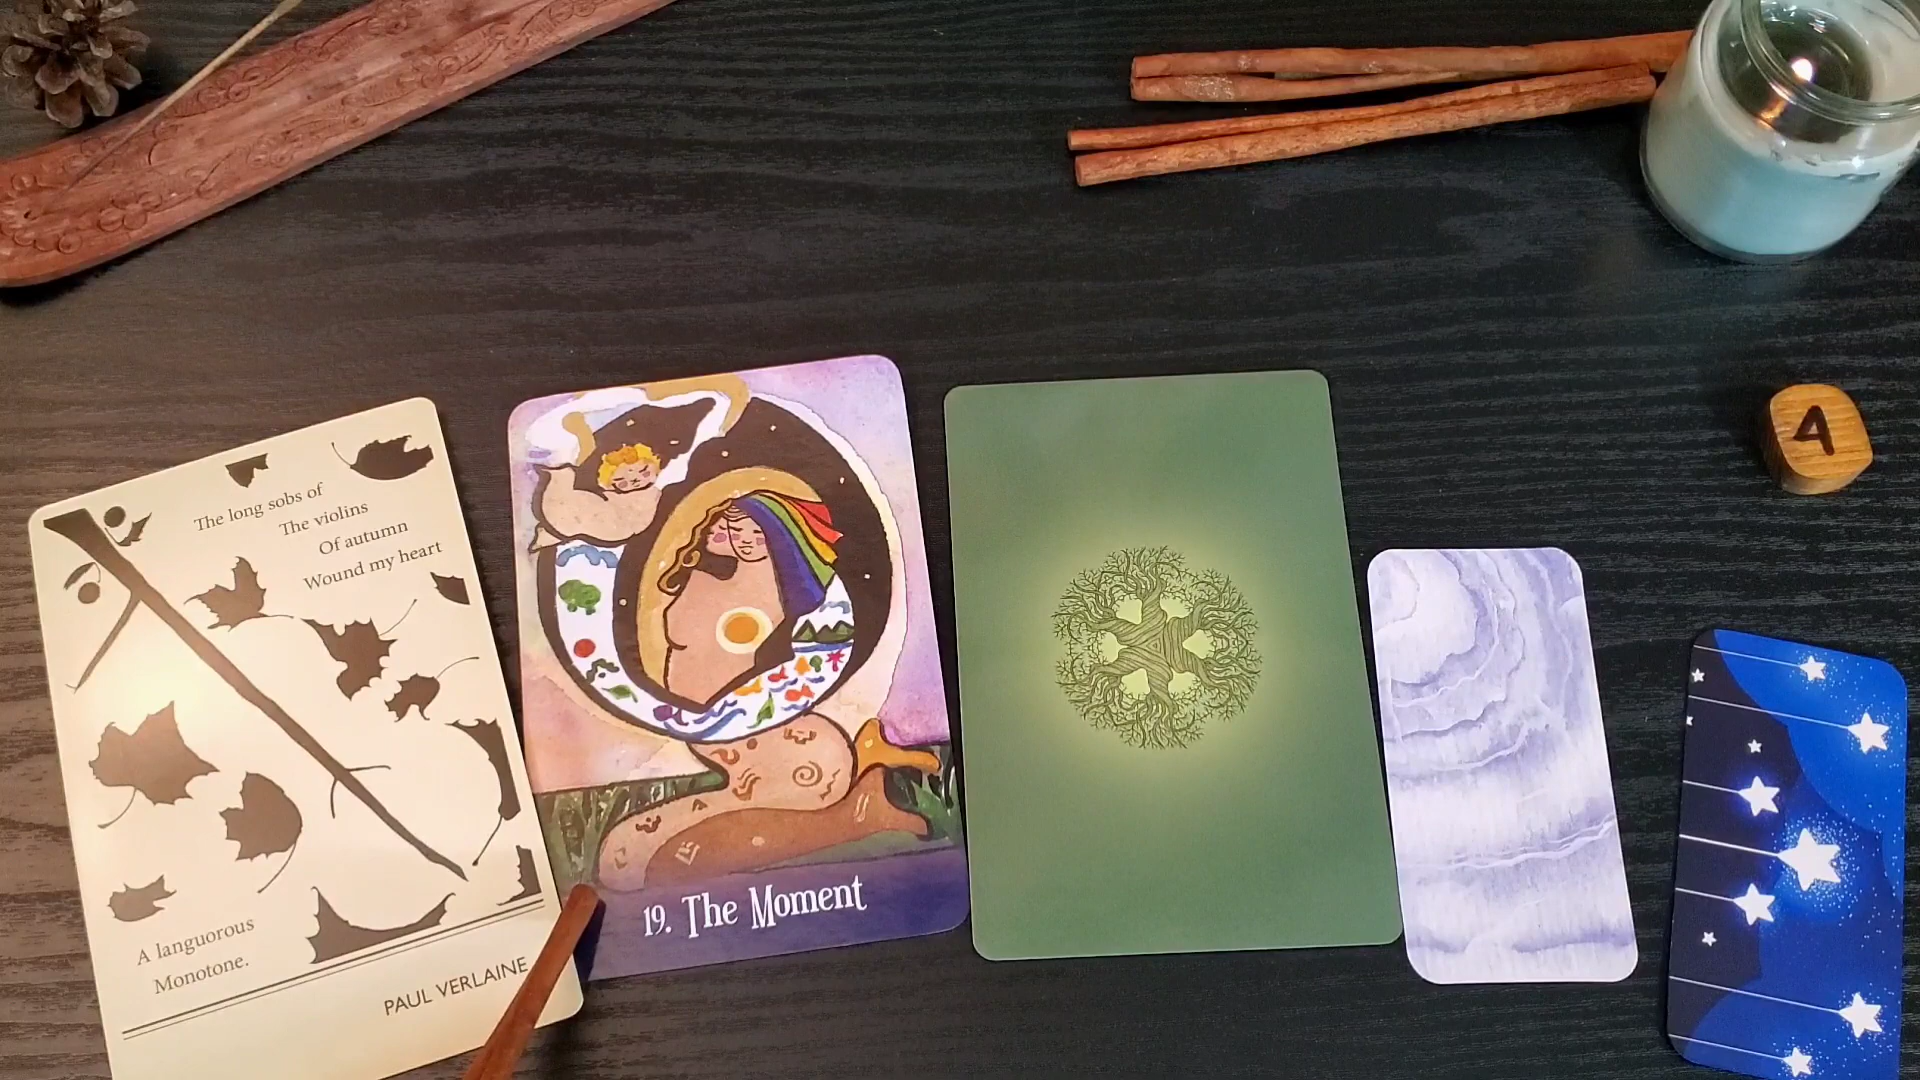 The long sobs of
The violins
Of autumn
Wound my heart
A languorous
Monotone.
PAUL VERLAINE
19. The Moment
4